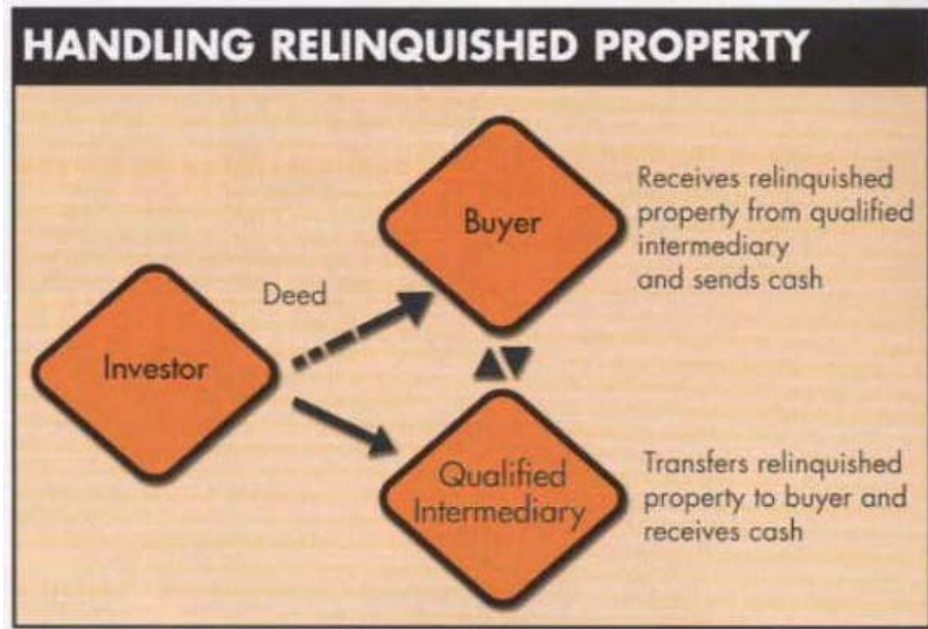 HANDLING RELINQUISHED PROPERTY
Buyer
Receives relinquished
property from qualified
intermediary
and sends cash
Deed
Investor
Qualified
Intermediary
Transfers relinquished
property to buyer and
receives cash